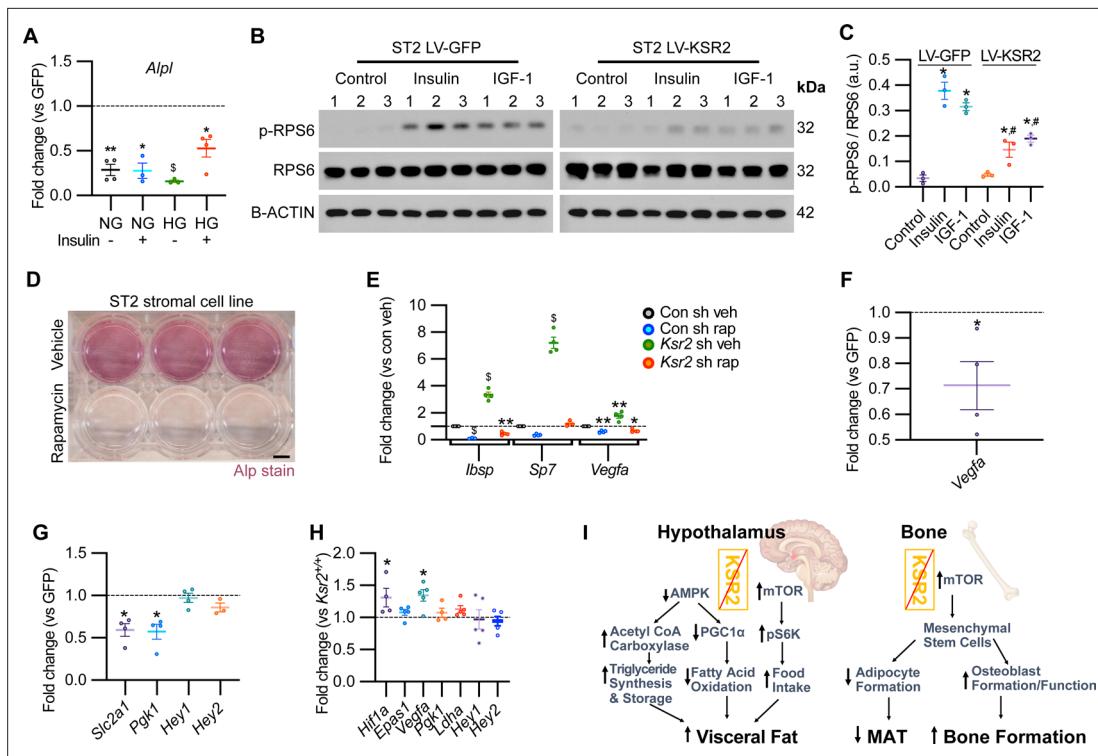 A
Alpl
Fold change (vs GFP)
1.5
1.0
0.5
0.0
**
*
$
*
NG NG HG HG
Insulin - + - +
B
ST2 LV-GFP ST2 LV-KSR2
Control Insulin IGF-1 Control Insulin IGF-1
1 2 3 1 2 3 1 2 3 1 2 3 1 2 3 1 2 3 kDa
p-RPS6 32
RPS6 32
B-ACTIN 42
C
LV-GFP LV-KSR2
p-RPS6 / RPS6 (a.u.)
0.5
0.4
0.3
0.2
0.1
0.0
*
*
*,#
*,#
Control
Insulin
IGF-1
Control
Insulin
IGF-1
D
ST2 stromal cell line
Vehicle
Rapamycin
Alp stain
E
Fold change (vs con veh)
10
8
6
4
2
1
0
$
$
**
$
**
**
*
Con sh veh
Con sh rap
Ksr2 sh veh
Ksr2 sh rap
Ibsp Sp7 Vegfa
F
Fold change (vs GFP)
1.0
0.9
0.8
0.7
0.6
0.5
*
Vegfa
G
Fold change (vs GFP)
1.5
1.0
0.5
0.0
*
*
Slc2a1
Pgk1
Hey1
Hey2
H
Fold change (vs Ksr2+/+)
2.0
1.5
1.0
0.5
0.0
*
*
Hif1a
Epas1
Vegfa
Pgk1
Ldha
Hey1
Hey2
I
Hypothalamus
KSR2
↓AMPK
↑mTOR
↑Acetyl CoA
Carboxylase
↓PGC1α
↑pS6K
↑Triglyceride
Synthesis
& Storage
↓Fatty Acid
Oxidation
↑Food
Intake
↑ Visceral Fat
Bone
KSR2
↑mTOR
Mesenchymal
Stem Cells
↓Adipocyte
Formation
↑Osteoblast
Formation/Function
↓ MAT
↑ Bone Formation